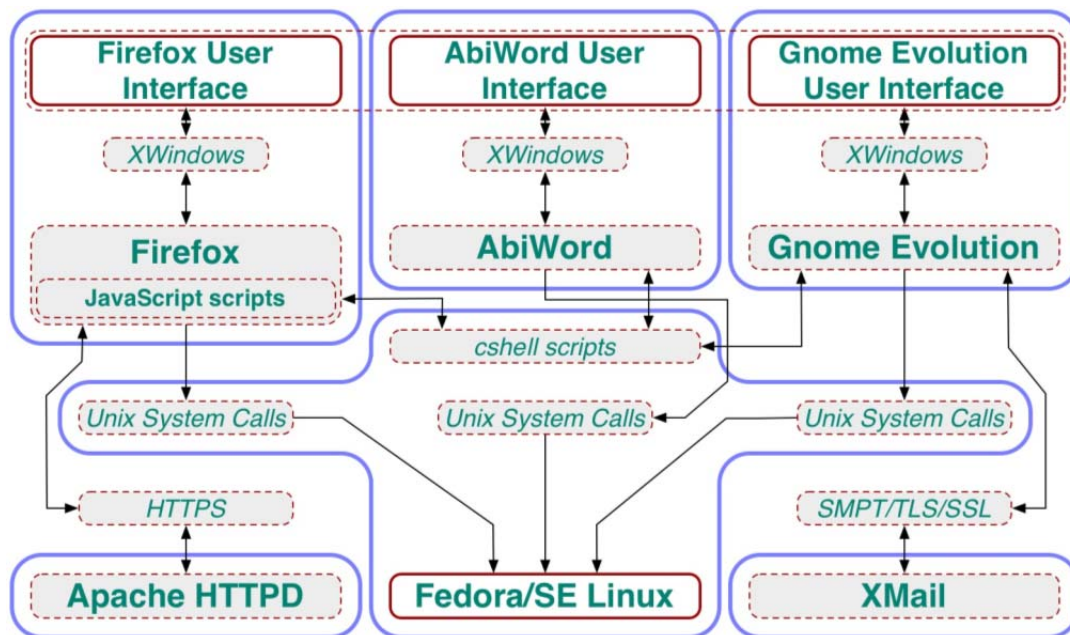 Firefox User
Interface
AbiWord User
Interface
Gnome Evolution
User Interface
XWindows
XWindows
XWindows
Firefox
JavaScript scripts
AbiWord
Gnome Evolution
cshell scripts
Unix System Calls
Unix System Calls
Unix System Calls
HTTPS
SMPT/TLS/SSL
Apache HTTPD
Fedora/SE Linux
XMail